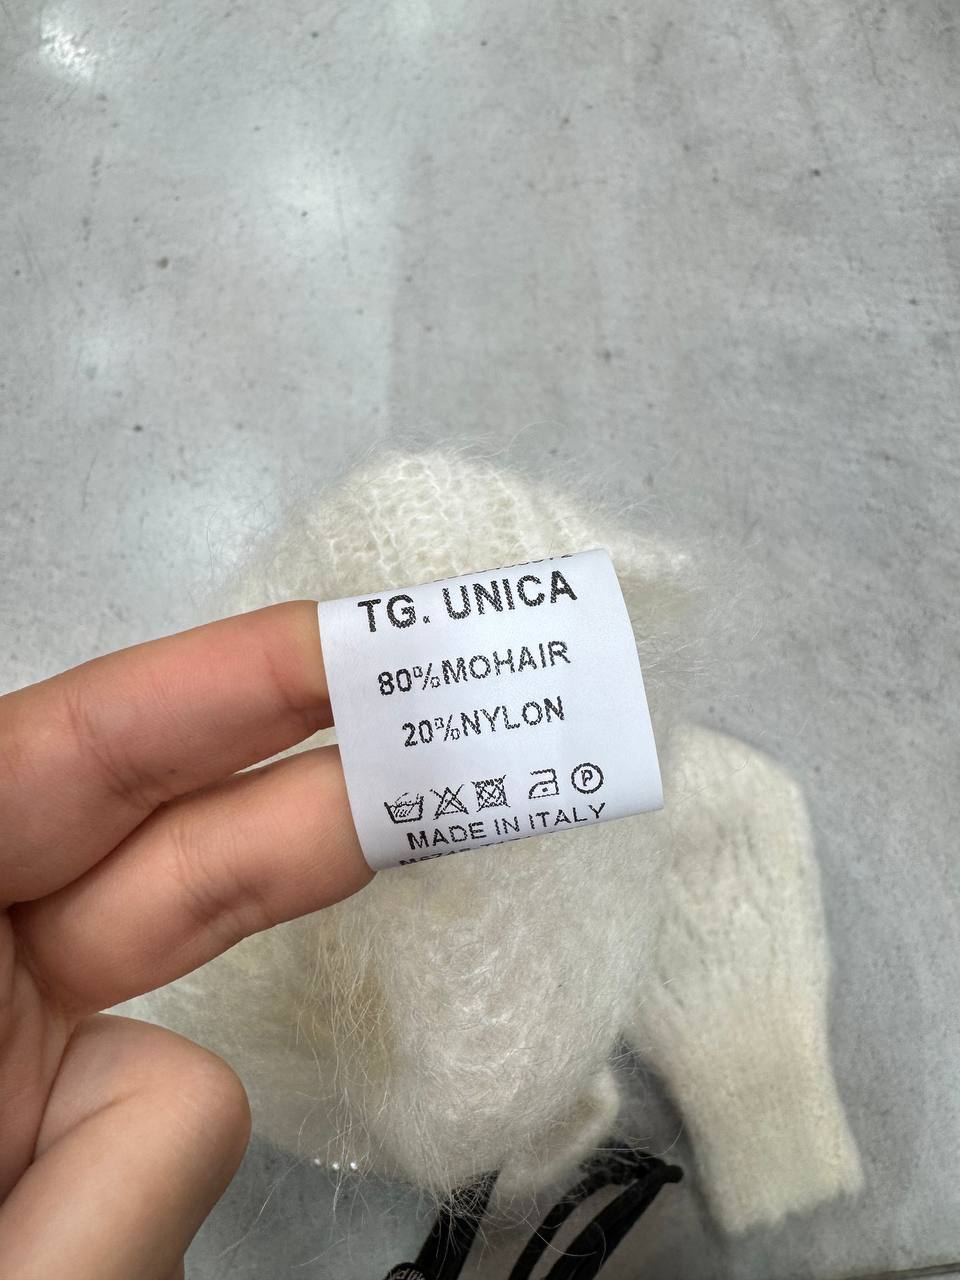 TG. UNICA
80%MOHAIR
20%NYLON
P
MADE IN ITALY